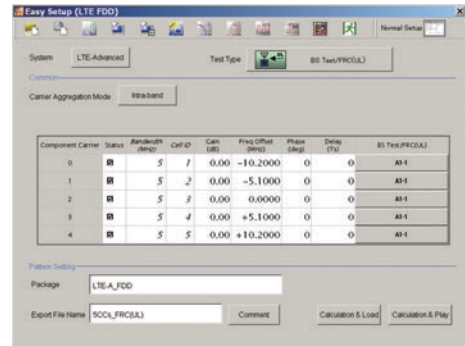 Easy Setup (LTE FDD)
Normal Setup
System LTE-Advanced Test Type BS Test/FRC(UL)
Common
Carrier Aggregation Mode Intra-band
Component Carrier Status Bandwidth (MHz) Cell ID Gain (dB) Freq Offset (MHz) Phase (deg) Delay (Ts) BS Test/FRC(UL)
0 5 1 0.00 -10.2000 0 0 A1-1
1 5 2 0.00 -5.1000 0 0 A1-1
2 5 3 0.00 0.0000 0 0 A1-1
3 5 4 0.00 +5.1000 0 0 A1-1
4 5 5 0.00 +10.2000 0 0 A1-1
Pattern Setting
Package LTE-A_FDD
Export File Name 5CCs_FRC(UL) Comment Calculation & Load Calculation & Play